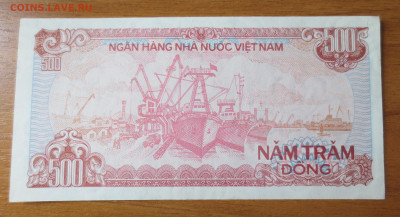 COINS.LAVE.RU
NGÂN HÀNG NHÀ NƯỚC VIỆT NAM
500
500
500
NĂM TRĂM
ĐỒNG
500